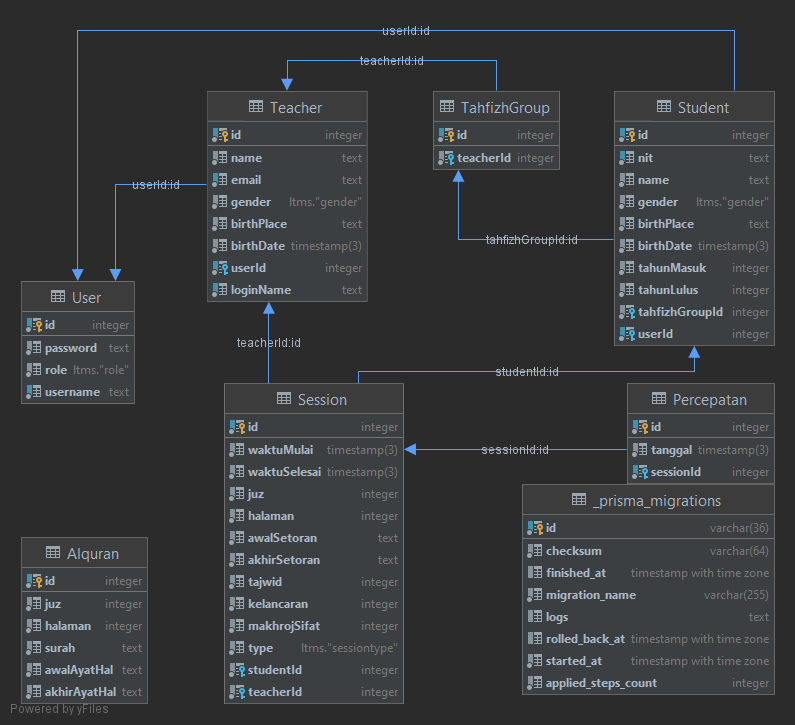 userId:id
teacherId:id
Teacher
id integer
name text
email text
gender ltms."gender"
birthPlace text
birthDate timestamp(3)
userId integer
loginName text
TahfizhGroup
id integer
teacherId integer
Student
id integer
nit text
name text
gender ltms."gender"
birthPlace text
birthDate timestamp(3)
tahunMasuk integer
tahunLulus integer
tahfizhGroupId integer
userId integer
userId:id
tahfizhGroupId:id
User
id integer
password text
role ltms."role"
username text
teacherId:id
studentId:id
Session
id integer
waktuMulai timestamp(3)
waktuSelesai timestamp(3)
juz integer
halaman integer
awalSetoran text
akhirSetoran text
tajwid integer
kelancaran integer
makhrojSifat integer
type ltms."sessiontype"
studentId integer
teacherId integer
sessionId:id
Percepatan
id integer
tanggal timestamp(3)
sessionId integer
_prisma_migrations
id varchar(36)
checksum varchar(64)
finished_at timestamp with time zone
migration_name varchar(255)
logs text
rolled_back_at timestamp with time zone
started_at timestamp with time zone
applied_steps_count integer
Alquran
id integer
juz integer
halaman integer
surah text
awalAyatHal text
akhirAyatHal text
Powered by yFiles